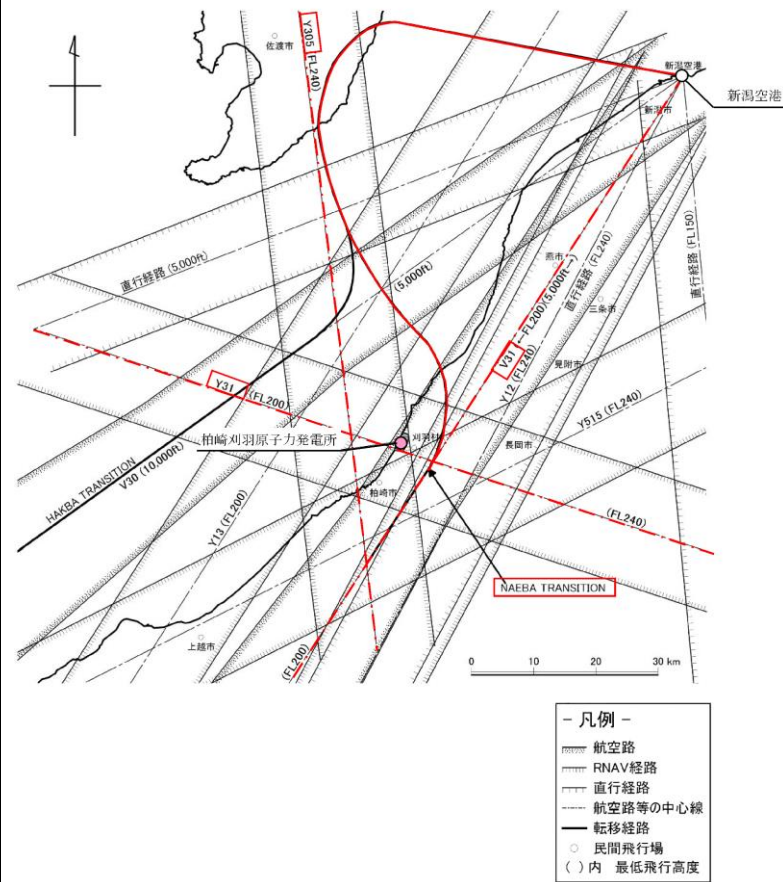 佐渡市
Y305 (FL240)
新潟空港
新潟空港
新潟市
直行経路 (5,000ft)
(5,000ft)
燕市
直行経路 (FL240)
直行経路 (FL150)
三条市
V31 ←FL200)(5,000ft→)
Y12 (FL240)
見附市
Y31 (FL200)
Y515 (FL240)
柏崎刈羽原子力発電所
刈羽村
長岡市
HAKBA TRANSITION
V30 (10,000ft)
柏崎市
Y13 (FL200)
(FL240)
NAEBA TRANSITION
上越市
(FL200)
0 10 20 30 km
- 凡例 -
航空路
RNAV経路
直行経路
航空路等の中心線
転移経路
民間飛行場
( ) 内 最低飛行高度